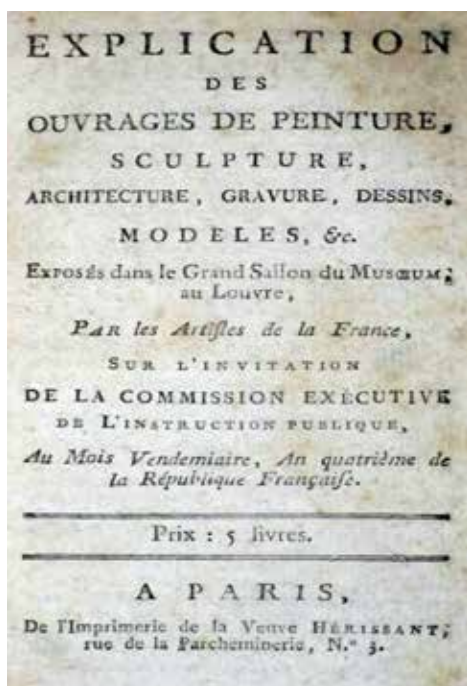 EXPLICATION
DES
OUVRAGES DE PEINTURE,
SCULPTURE,
ARCHITECTURE, GRAVURE, DESSINS,
MODELES, &c.
Exposés dans le Grand Sallon du Musœum,
au Louvre,
Par les Artiſtes de la France,
Sur l'invitation
DE LA COMMISSION EXÉCUTIVE
DE L'INSTRUCTION PUBLIQUE,
Au Mois Vendemiaire, An quatrième de
la République Françaiſe.
Prix : 5 livres.
A PARIS,
De l'Imprimerie de la Veuve HÉRISSANT,
rue de la Parcheminerie, N.° 3.